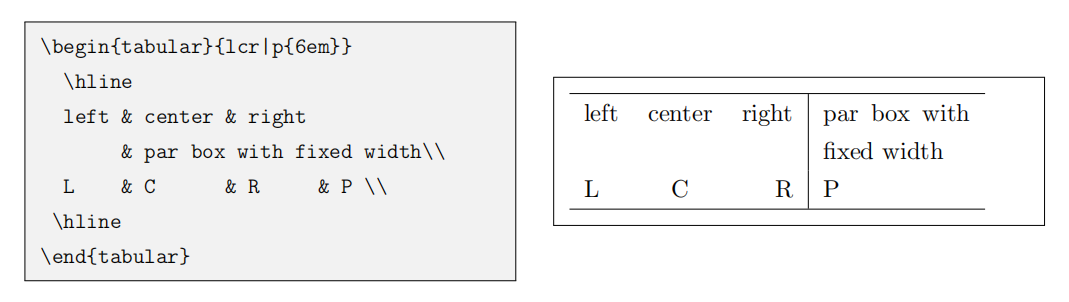 \begin{tabular}{lcr|p{6em}}
\hline
left & center & right
& par box with fixed width\\
L & C & R & P \\
\hline
\end{tabular}
left center right par box with
fixed width
L C R P